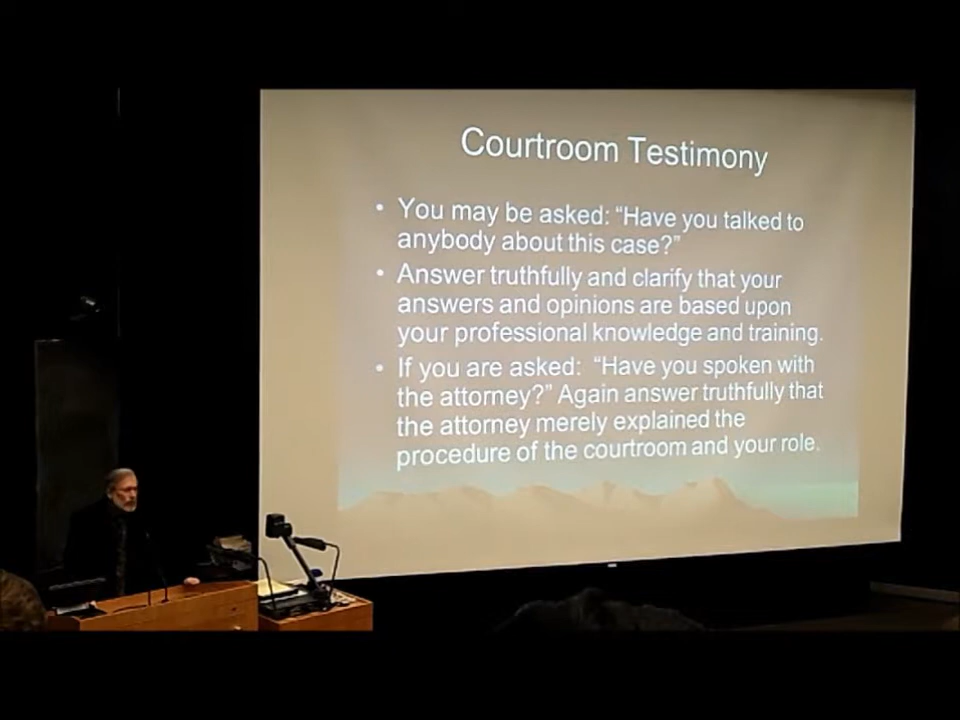 Courtroom Testimony
• You may be asked: “Have you talked to
anybody about this case?”
• Answer truthfully and clarify that your
answers and opinions are based upon
your professional knowledge and training.
• If you are asked:  “Have you spoken with
the attorney?” Again answer truthfully that
the attorney merely explained the
procedure of the courtroom and your role.